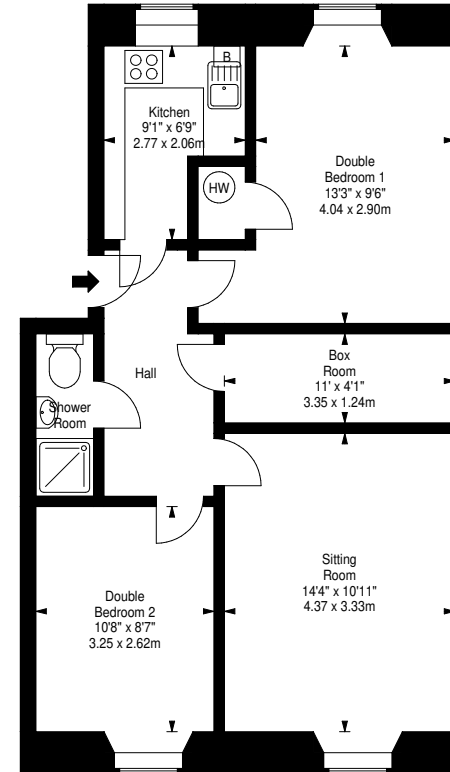 B
Kitchen
9'1" x 6'9"
2.77 x 2.06m
HW
Double
Bedroom 1
13'3" x 9'6"
4.04 x 2.90m
Hall
Box
Room
11' x 4'1"
3.35 x 1.24m
Shower
Room
Sitting
Room
14'4" x 10'11"
4.37 x 3.33m
Double
Bedroom 2
10'8" x 8'7"
3.25 x 2.62m